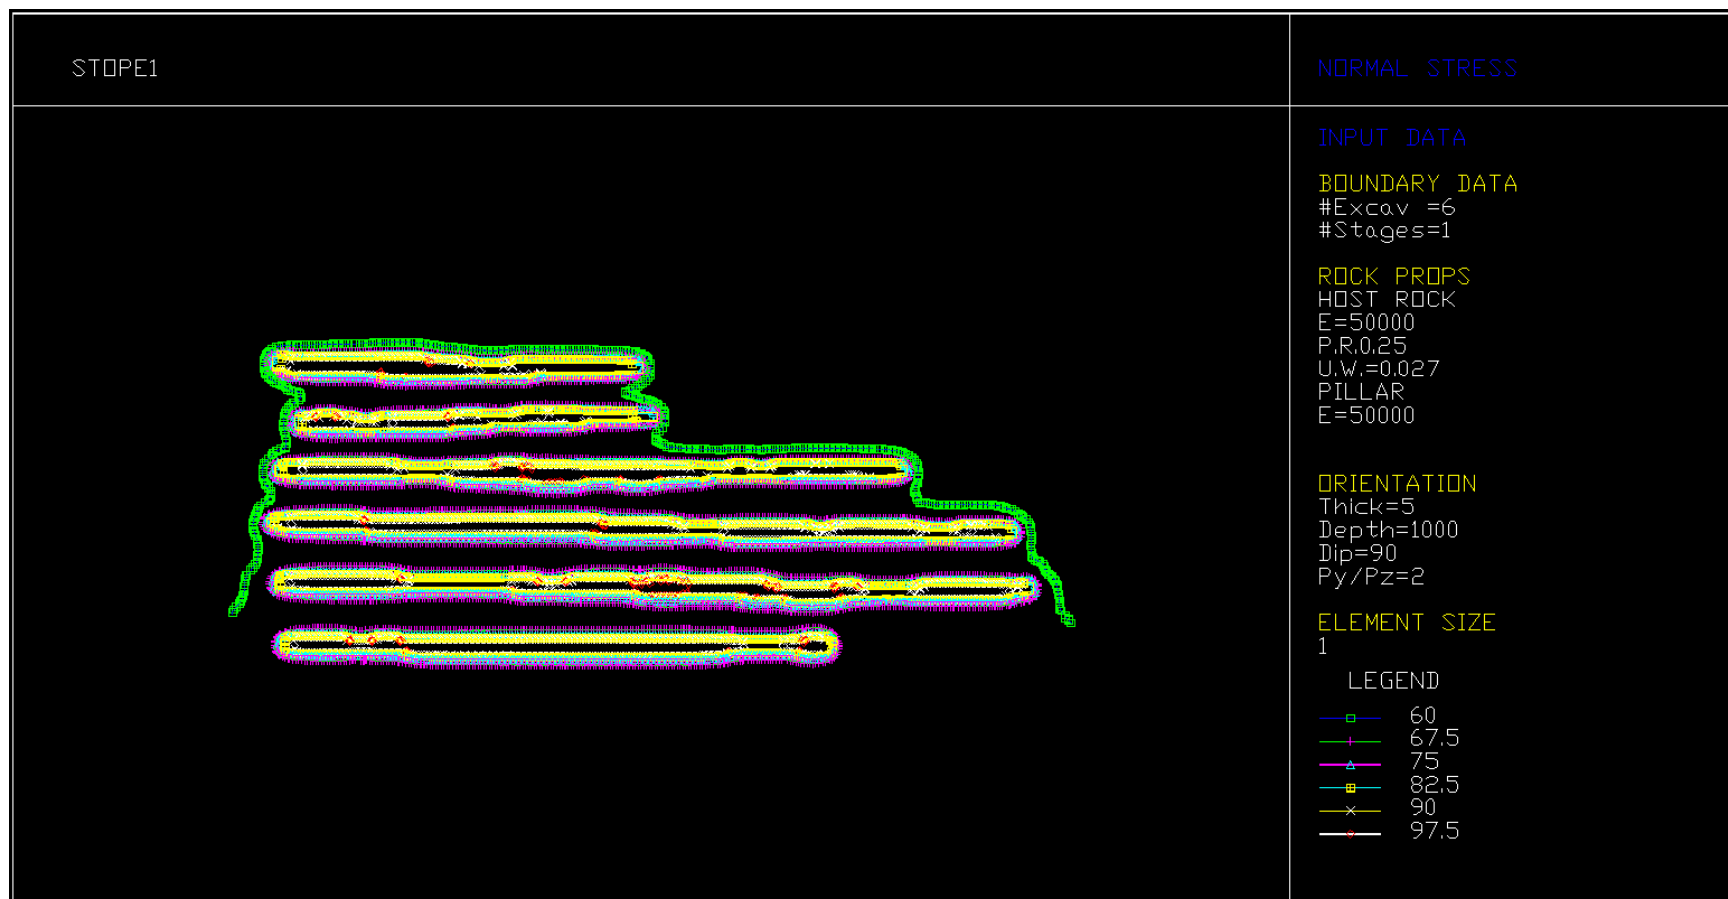 STOPE1
NORMAL STRESS
INPUT DATA
BOUNDARY DATA
#Excav =6
#Stages=1
ROCK PROPS
HOST ROCK
E=50000
P.R.0.25
U.W.=0.027
PILLAR
E=50000
ORIENTATION
Thick=5
Depth=1000
Dip=90
Py/Pz=2
ELEMENT SIZE
1
LEGEND
60
67.5
75
82.5
90
97.5